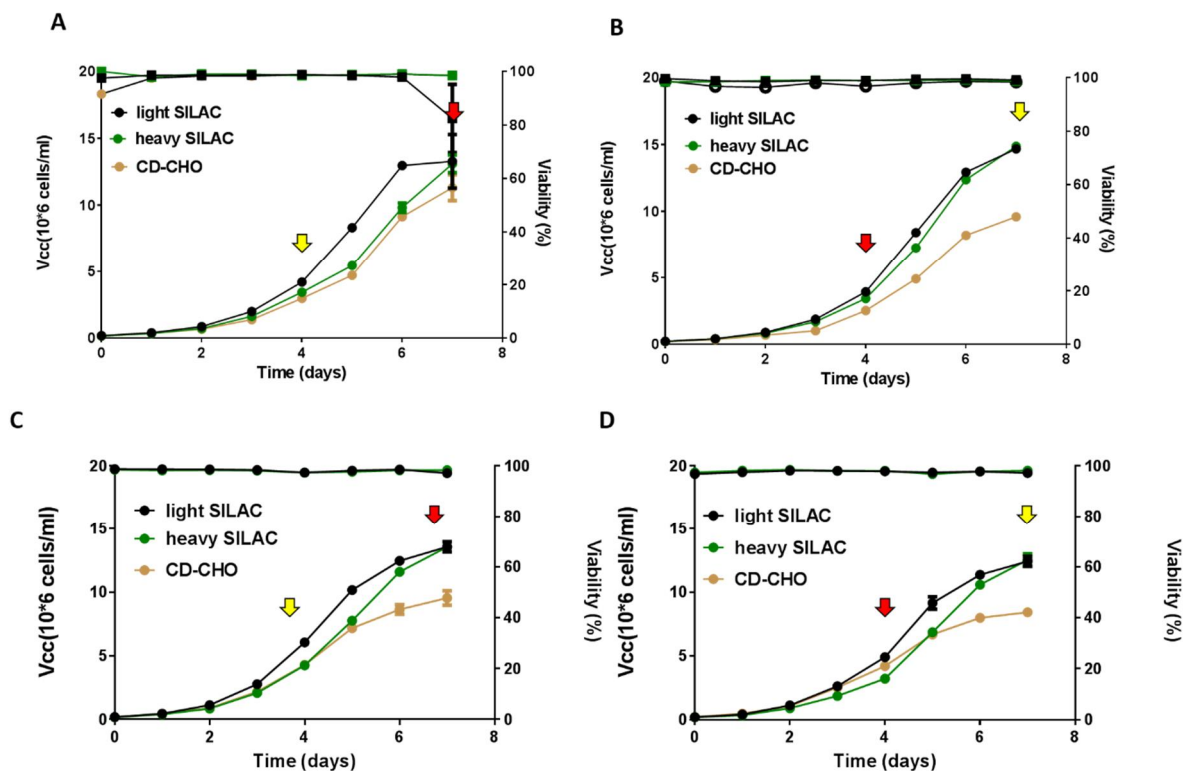 A
Vcc(10*6 cells/ml)
20
15
10
5
0
light SILAC
heavy SILAC
CD-CHO
100
80
60
40
20
0
Viability (%)
0 2 4 6 8
Time (days)
B
Vcc(10*6 cells/ml)
20
15
10
5
0
light SILAC
heavy SILAC
CD-CHO
100
80
60
40
20
0
Viability (%)
0 2 4 6 8
Time (days)
C
Vcc(10*6 cells/ml)
20
15
10
5
0
light SILAC
heavy SILAC
CD-CHO
100
80
60
40
20
0
Viability (%)
0 2 4 6 8
Time (days)
D
Vcc(10*6 cells/ml)
20
15
10
5
0
light SILAC
heavy SILAC
CD-CHO
100
80
60
40
20
0
Viability (%)
0 2 4 6 8
Time (days)